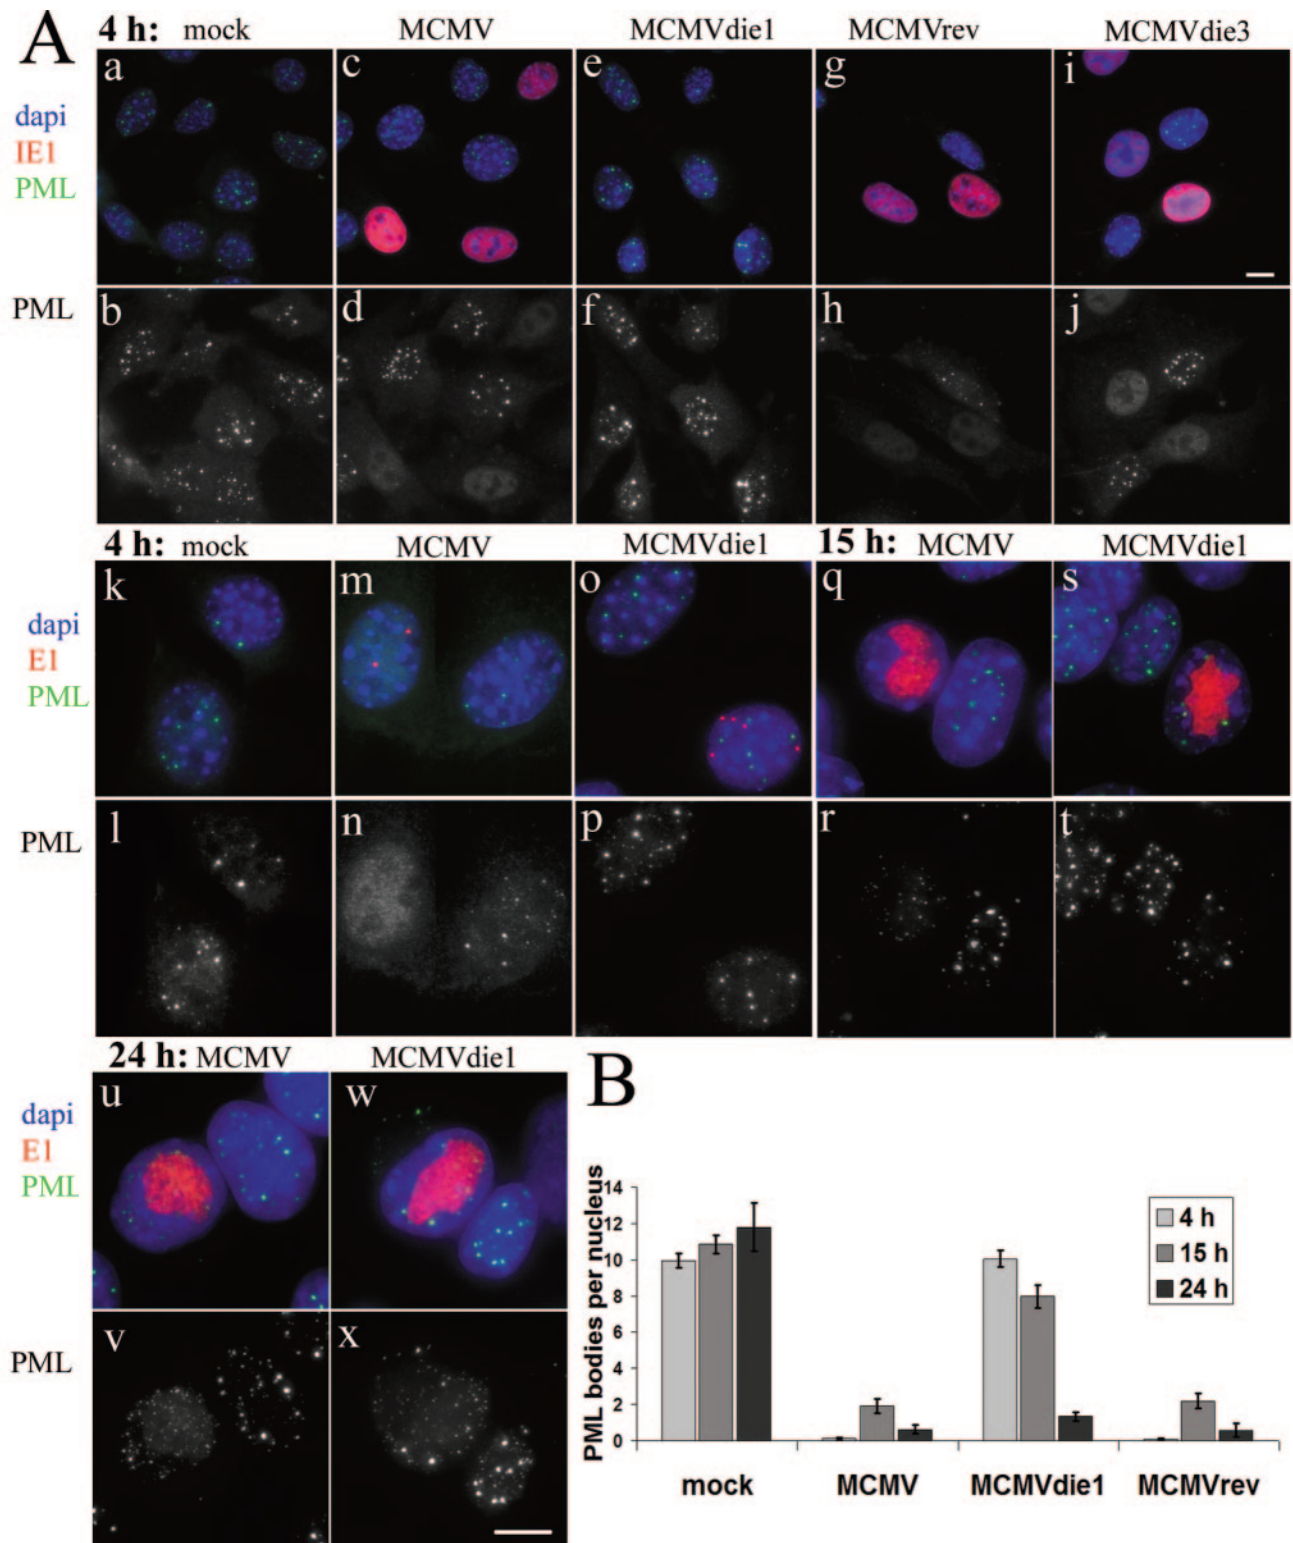 A
4 h: mock MCMV MCMVdie1 MCMVrev MCMVdie3
a c e g i
dapi
IE1
PML
b d f h j
PML
4 h: mock MCMV MCMVdie1 15 h: MCMV MCMVdie1
k m o q s
dapi
E1
PML
l n p r t
PML
24 h: MCMV MCMVdie1
u w
dapi
E1
PML
v x
PML
B
PML bodies per nucleus
14
12
10
8
6
4
2
0
4 h
15 h
24 h
mock MCMV MCMVdie1 MCMVrev